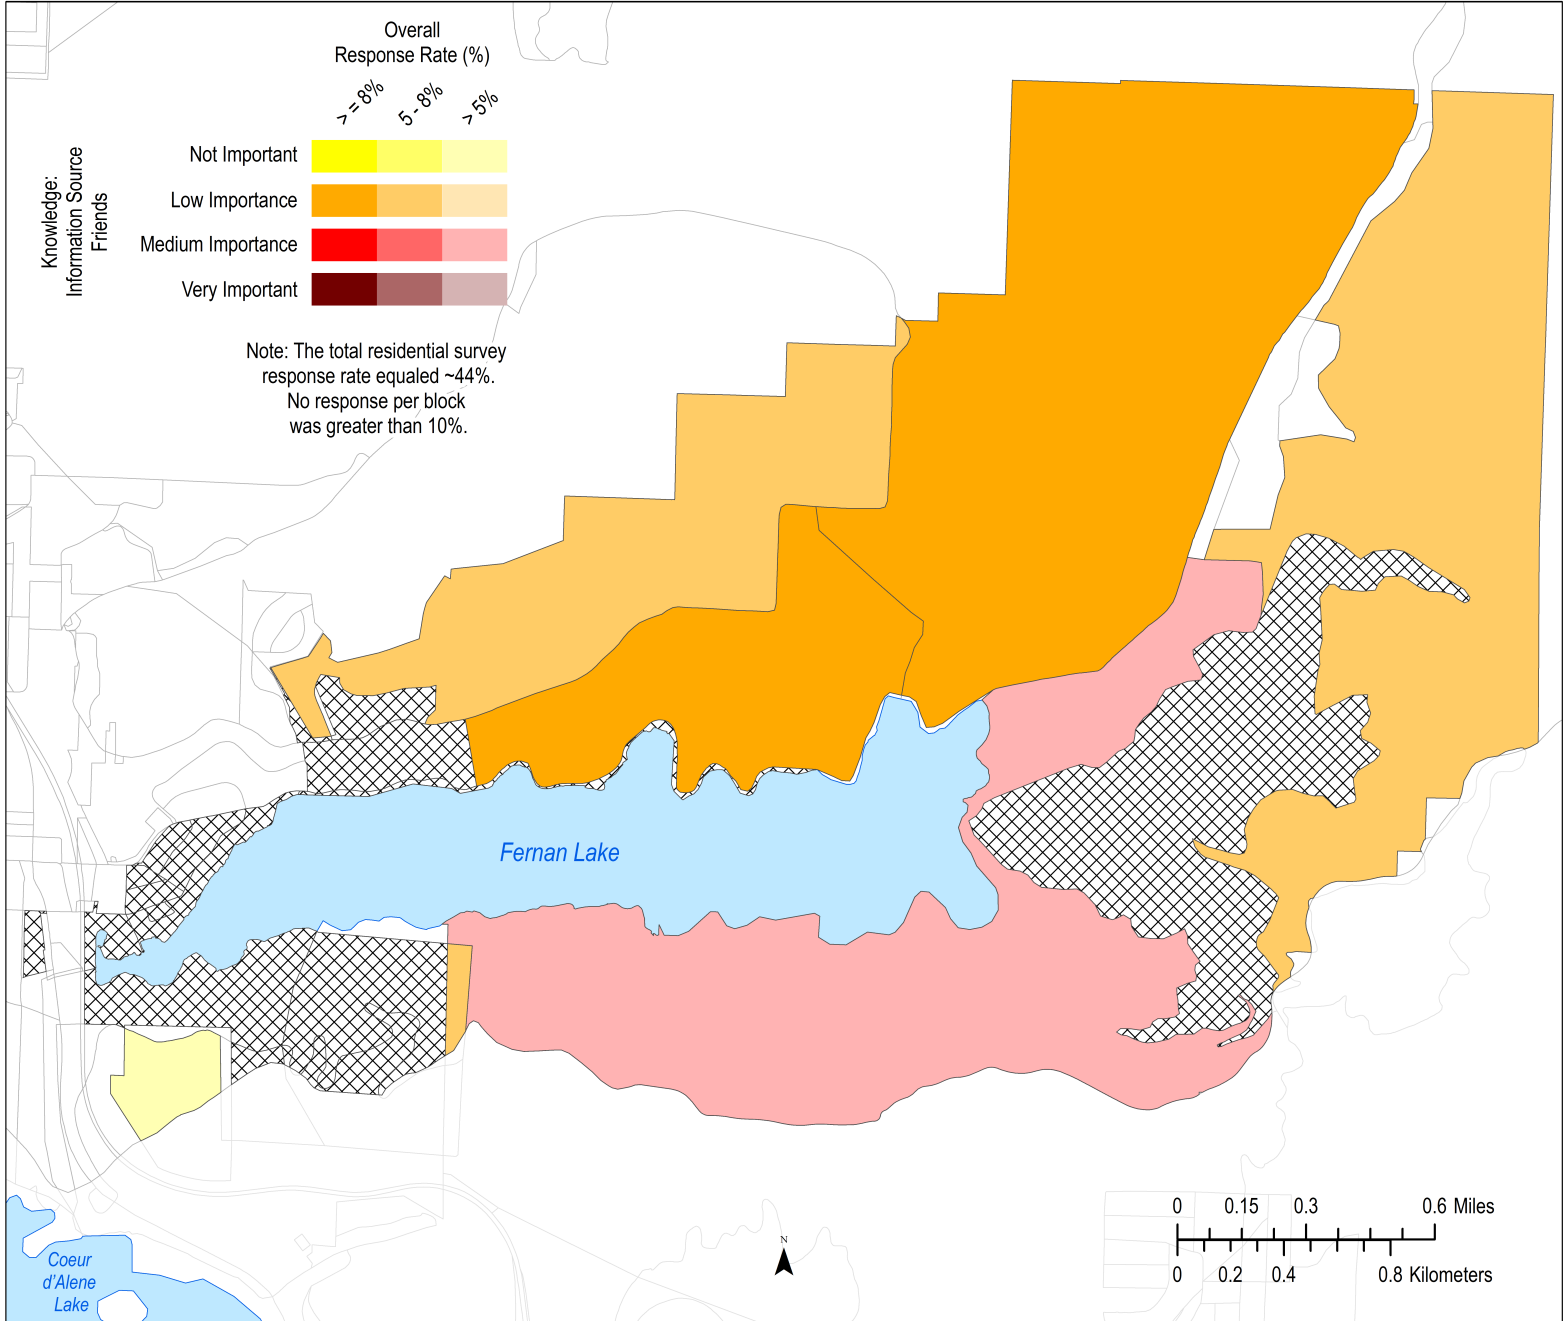 Overall
Response Rate (%)
> = 8%
5 - 8%
> 5%
Knowledge:
Information Source
Friends
Not Important
Low Importance
Medium Importance
Very Important
Note: The total residential survey
response rate equaled ~44%.
No response per block
was greater than 10%.
Fernan Lake
Coeur
d'Alene
Lake
N
0 0.15 0.3 0.6 Miles
0 0.2 0.4 0.8 Kilometers